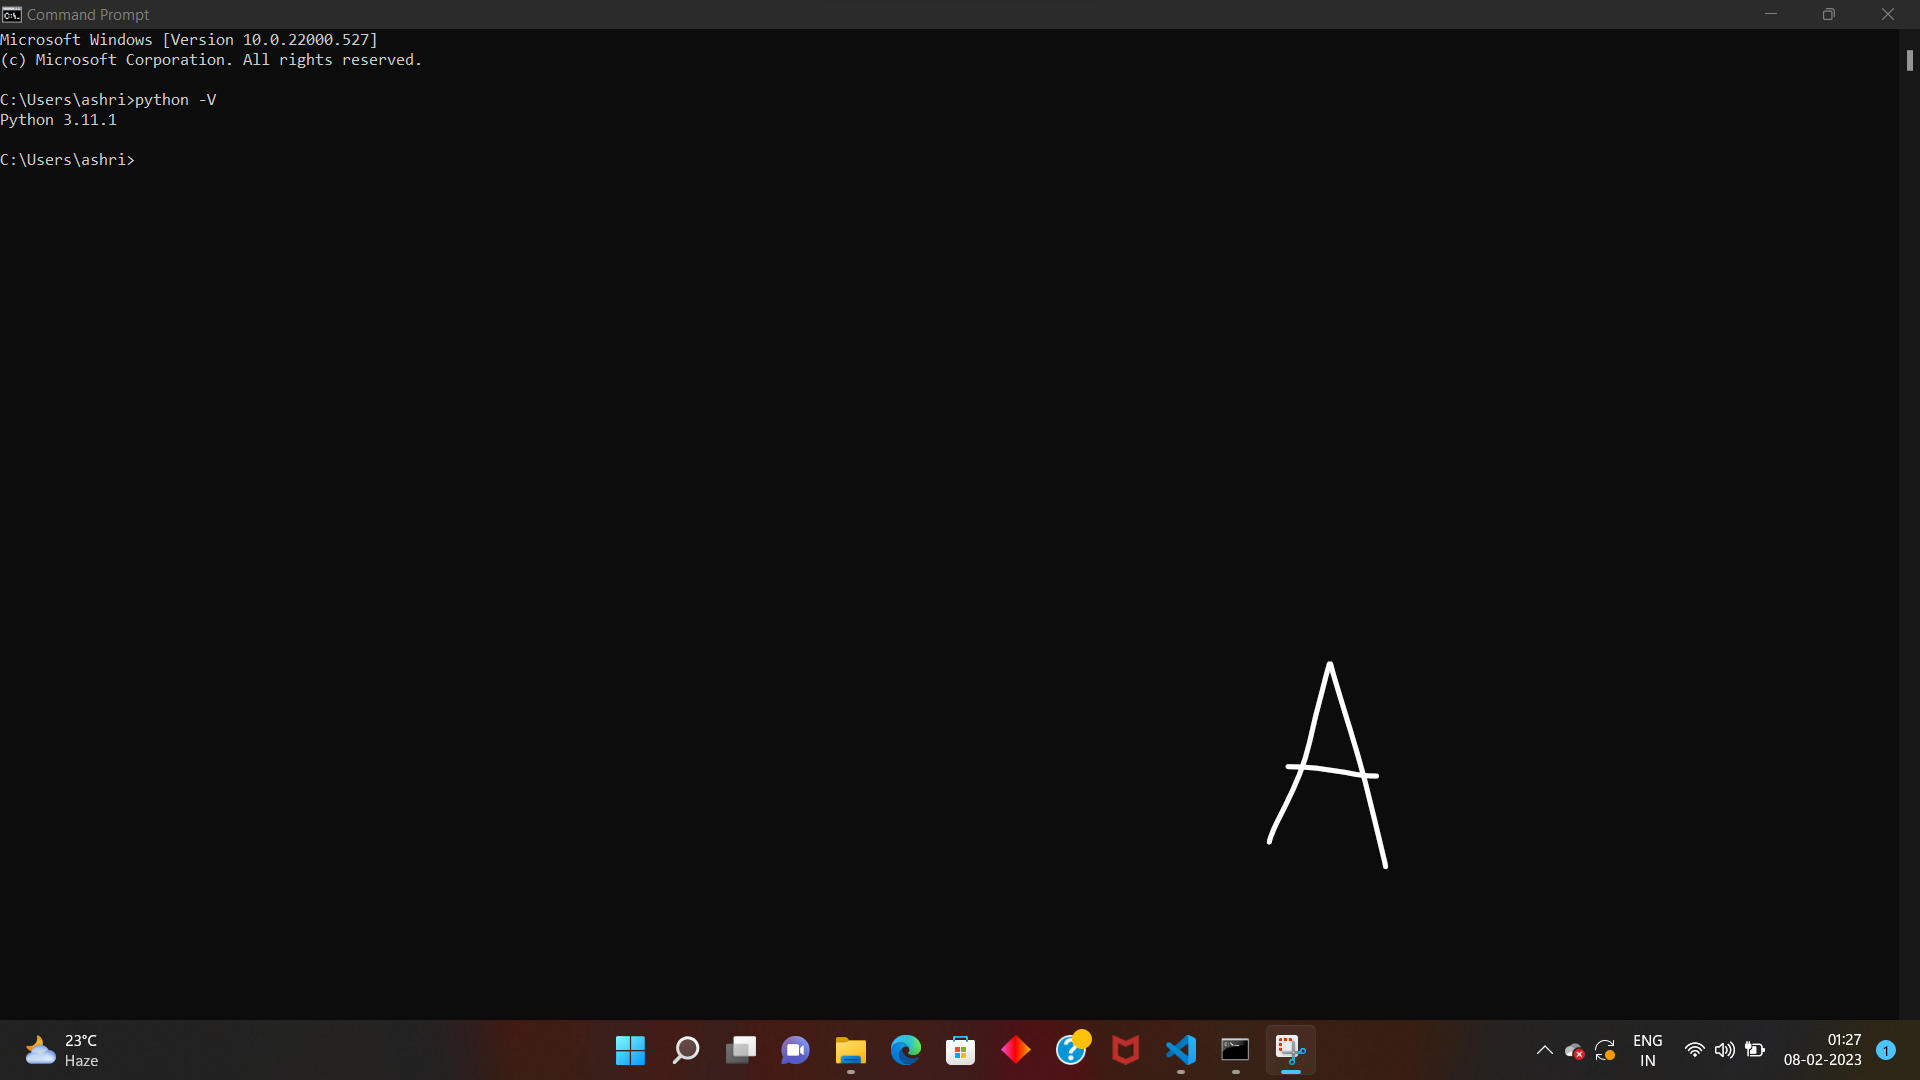 Command Prompt
Microsoft Windows [Version 10.0.22000.527]
(c) Microsoft Corporation. All rights reserved.
C:\Users\ashri>python -V
Python 3.11.1
C:\Users\ashri>
A
23°C
Haze
ENG
IN
01:27
08-02-2023
1